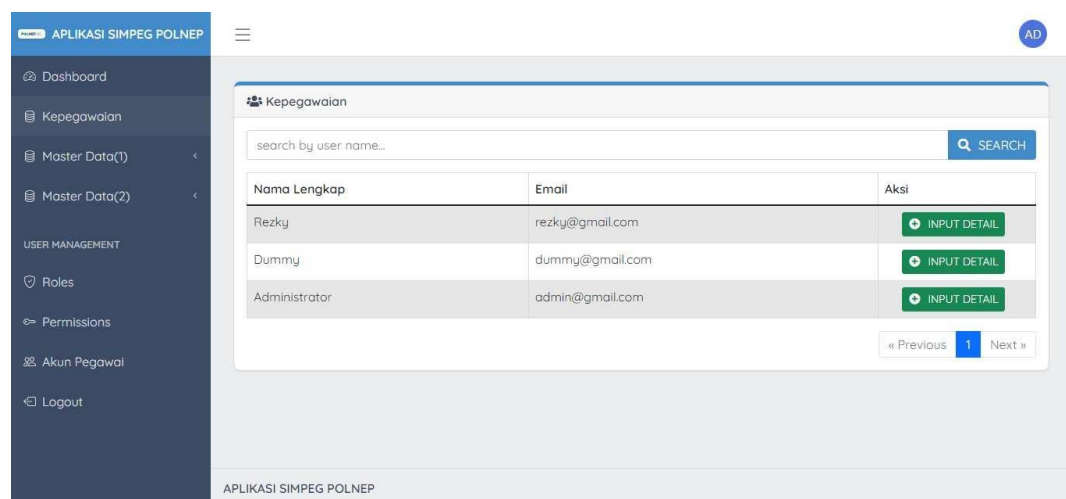 APLIKASI SIMPEG POLNEP
AD
Dashboard
Kepegawaian
Master Data(1)
Master Data(2)
USER MANAGEMENT
Roles
Permissions
Akun Pegawai
Logout
Kepegawaian
search by user name...
SEARCH
Nama Lengkap Email Aksi
Rezky rezky@gmail.com INPUT DETAIL
Dummy dummy@gmail.com INPUT DETAIL
Administrator admin@gmail.com INPUT DETAIL
« Previous 1 Next »
APLIKASI SIMPEG POLNEP